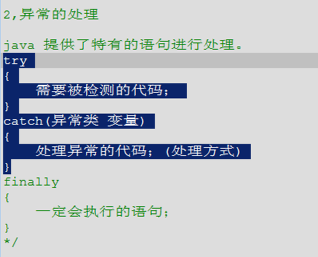 2,异常的处理
java 提供了特有的语句进行处理。
try
{
需要被检测的代码;
}
catch(异常类 变量)
{
处理异常的代码;(处理方式)
}
finally
{
一定会执行的语句;
}
*/